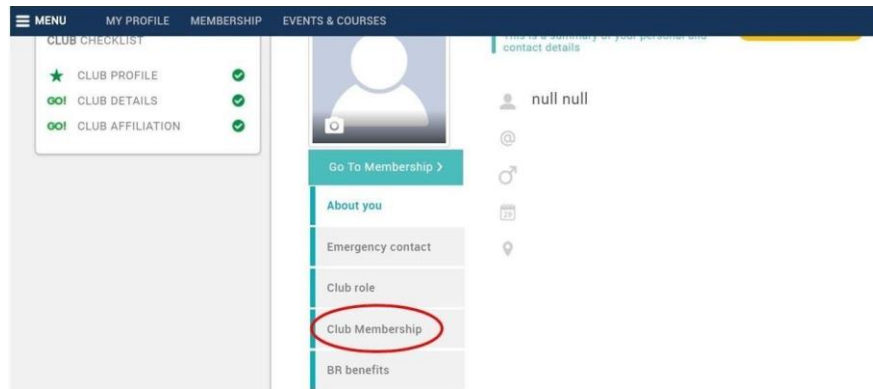 MENU MY PROFILE MEMBERSHIP EVENTS & COURSES
CLUB CHECKLIST
CLUB PROFILE
GO! CLUB DETAILS
GO! CLUB AFFILIATION
Go To Membership >
About you
Emergency contact
Club role
Club Membership
BR benefits
This is a summary of your personal and
contact details
null null
@
29